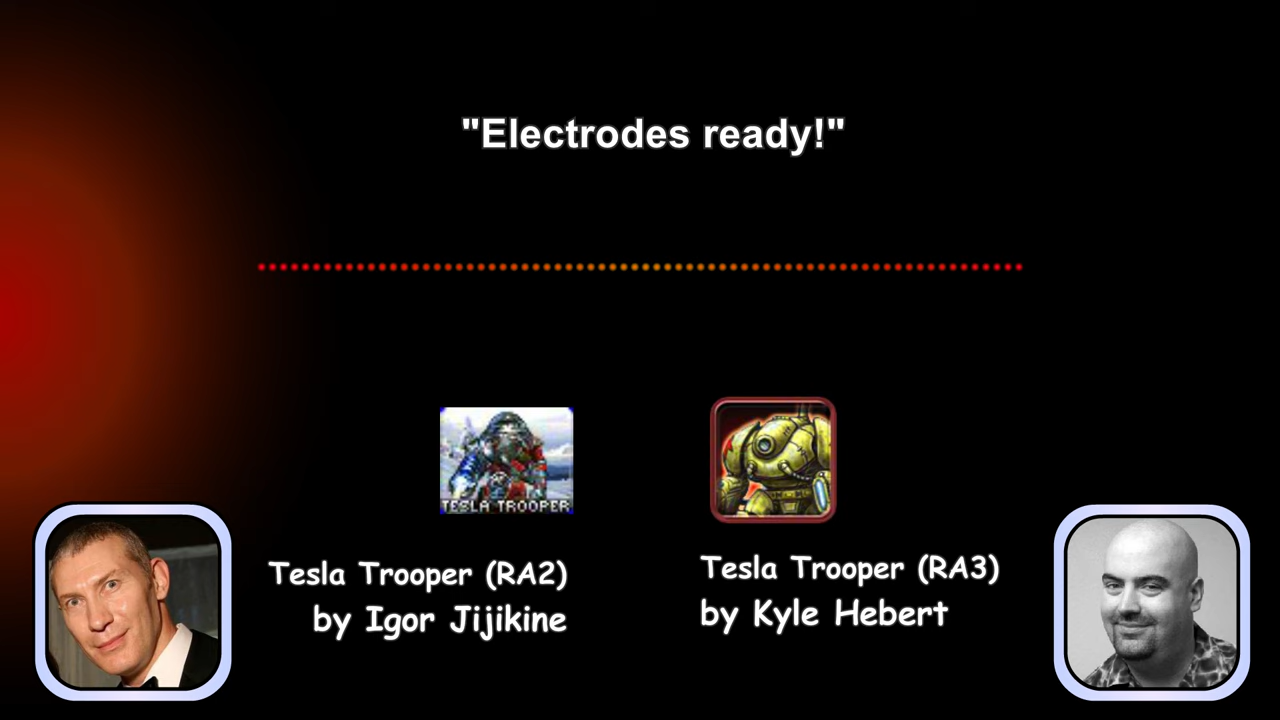 "Electrodes ready!"
TESLA TROOPER
Tesla Trooper (RA2)
by Igor Jijikine
Tesla Trooper (RA3)
by Kyle Hebert